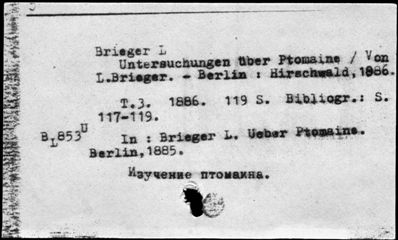 Brieger L
Untersuchungen über Ptomaine / Von
L.Brieger. - Berlin : Hirschwald, 1886.
T.3. 1886. 119 S. Bibliogr.: S.
117-119.
BL853U In : Brieger L. Ueber Ptomaine.
Berlin, 1885.
Изучение птомаина.